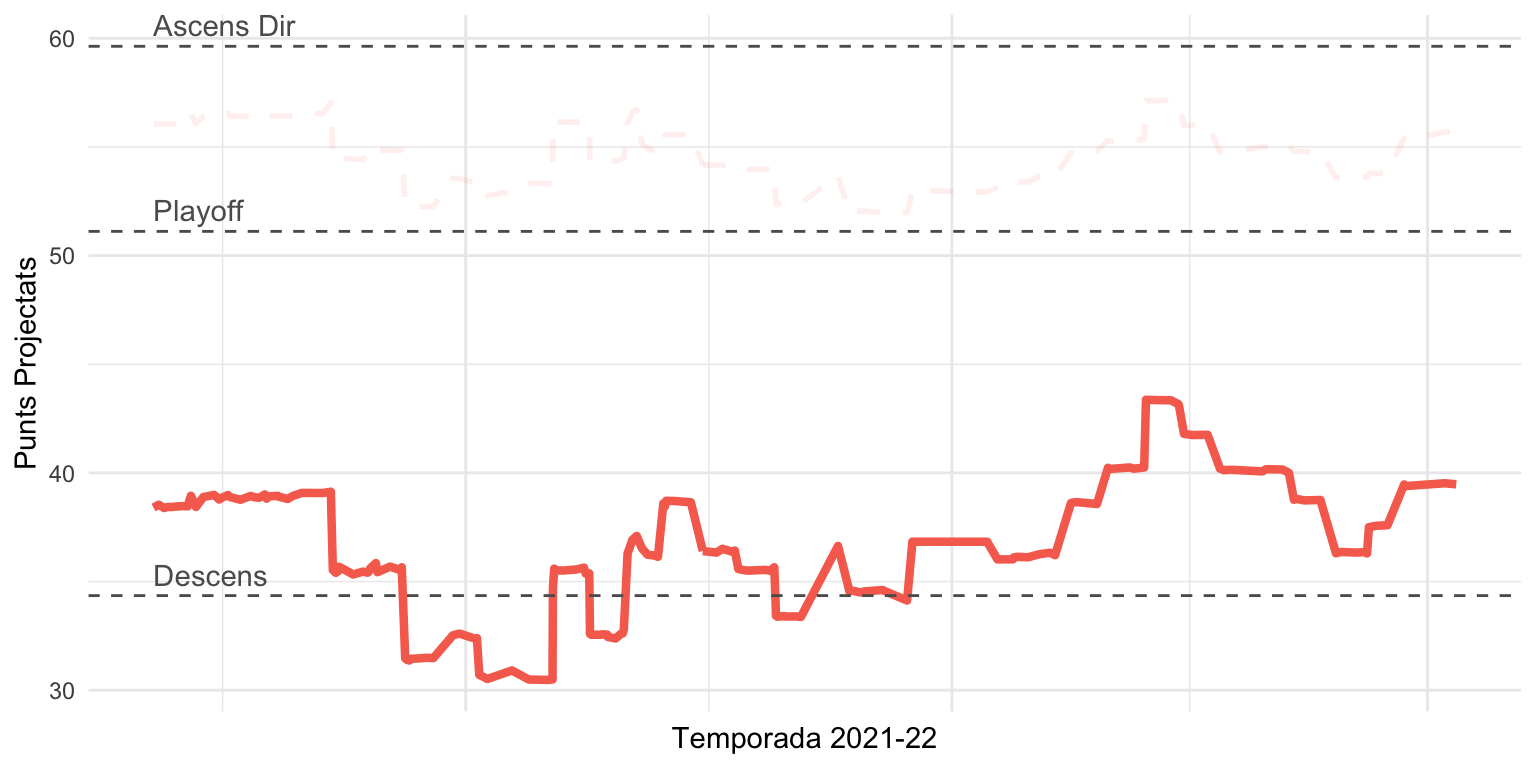 Ascens Dir
60
Playoff
50
Punts Projectats
40
Descens
30
Temporada 2021-22